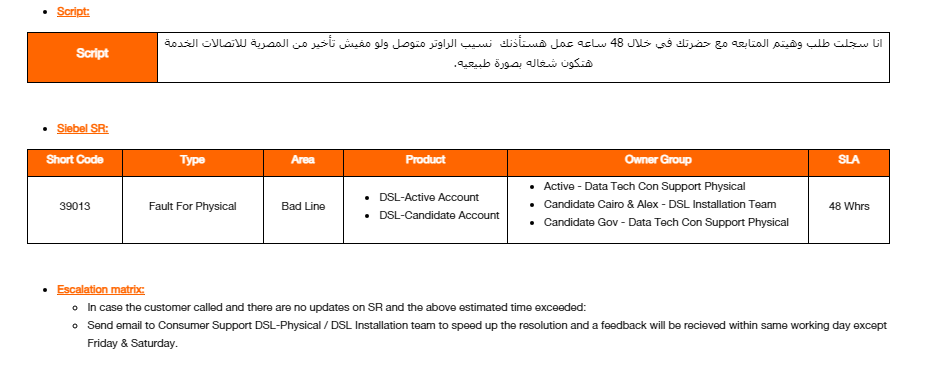 Script:
Script
انا سجلت طلب وهيتم المتابعه مع حضرتك في خلال 48 ساعه عمل هستأذنك نسيب الراوتر متوصل ولو مفيش تأخير من المصرية للاتصالات الخدمة
هتكون شغاله بصورة طبيعيه.
Siebel SR:
Short Code Type Area Product Owner Group SLA
39013 Fault For Physical Bad Line
DSL-Active Account
DSL-Candidate Account
Active - Data Tech Con Support Physical
Candidate Cairo & Alex - DSL Installation Team
Candidate Gov - Data Tech Con Support Physical
48 Whrs
Escalation matrix:
In case the customer called and there are no updates on SR and the above estimated time exceeded:
Send email to Consumer Support DSL-Physical / DSL Installation team to speed up the resolution and a feedback will be recieved within same working day except
Friday & Saturday.